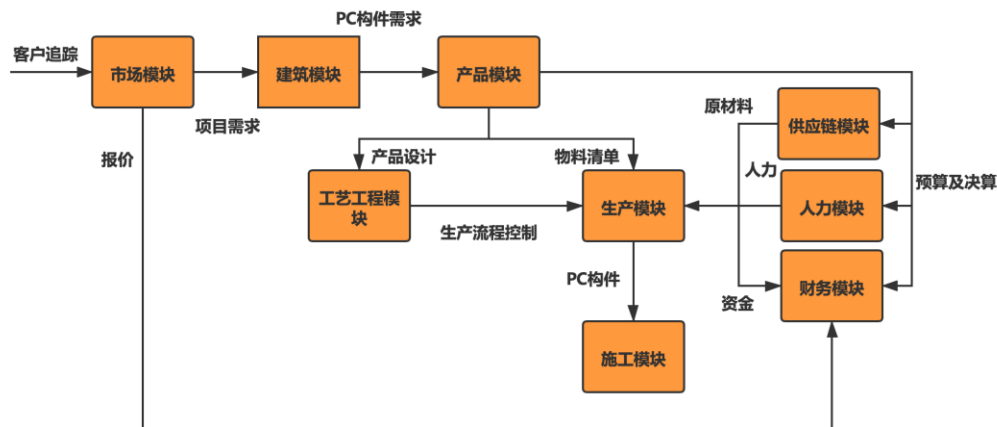 PC构件需求
客户追踪
市场模块
建筑模块
产品模块
项目需求
原材料
供应链模块
报价
产品设计
物料清单
人力
预算及决算
工艺工程模
块
生产模块
人力模块
生产流程控制
PC构件
资金
财务模块
施工模块